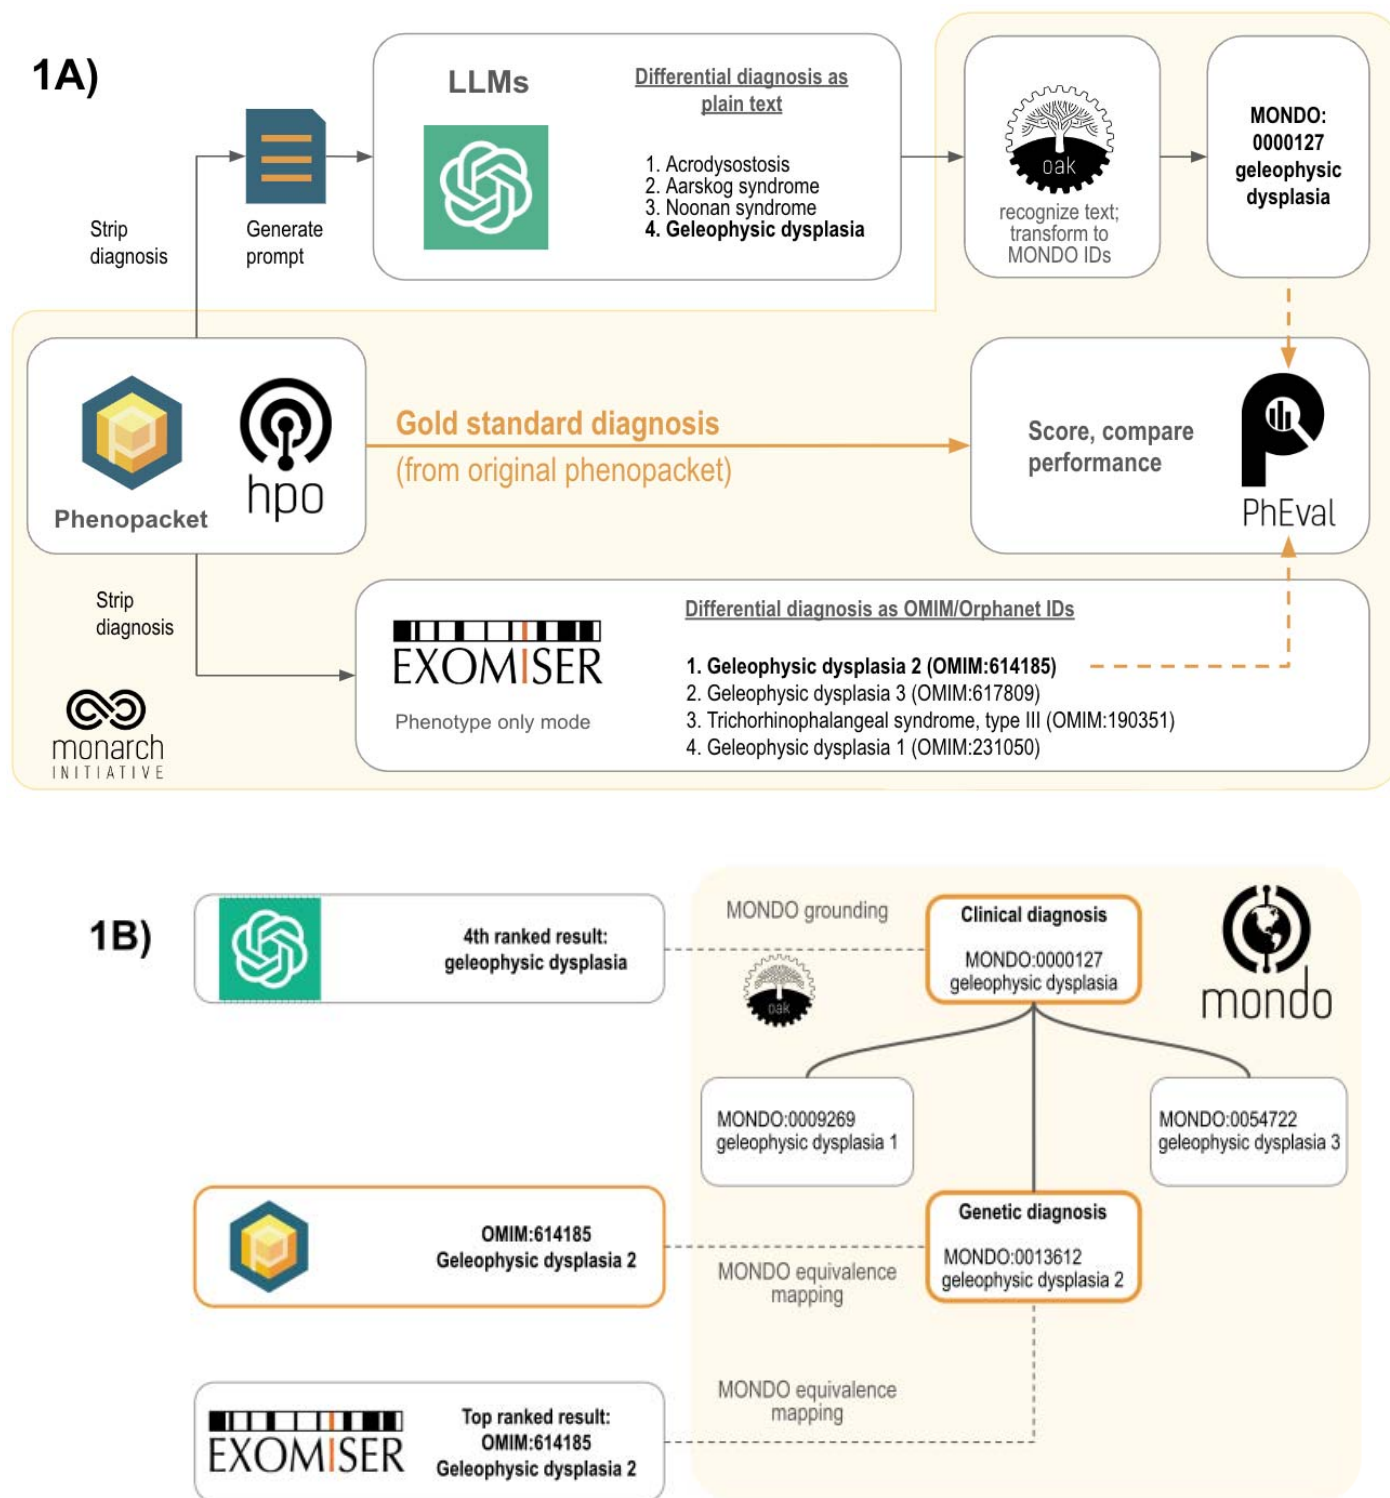 1A)
LLMs
Differential diagnosis as
plain text
1. Acrodysostosis
2. Aarskog syndrome
3. Noonan syndrome
4. Geleophysic dysplasia
oak
recognize text;
transform to
MONDO IDs
MONDO:
0000127
geleophysic
dysplasia
Strip
diagnosis
Generate
prompt
Phenopacket
hpo
Gold standard diagnosis
(from original phenopacket)
Score, compare
performance
PhEval
Strip
diagnosis
EXOMISER
Phenotype only mode
Differential diagnosis as OMIM/Orphanet IDs
1. Geleophysic dysplasia 2 (OMIM:614185)
2. Geleophysic dysplasia 3 (OMIM:617809)
3. Trichorhinophalangeal syndrome, type III (OMIM:190351)
4. Geleophysic dysplasia 1 (OMIM:231050)
monarch
INITIATIVE
1B)
4th ranked result:
geleophysic dysplasia
MONDO grounding
oak
Clinical diagnosis
MONDO:0000127
geleophysic dysplasia
mondo
MONDO:0009269
geleophysic dysplasia 1
MONDO:0054722
geleophysic dysplasia 3
OMIM:614185
Geleophysic dysplasia 2
MONDO equivalence
mapping
Genetic diagnosis
MONDO:0013612
geleophysic dysplasia 2
EXOMISER
Top ranked result:
OMIM:614185
Geleophysic dysplasia 2
MONDO equivalence
mapping